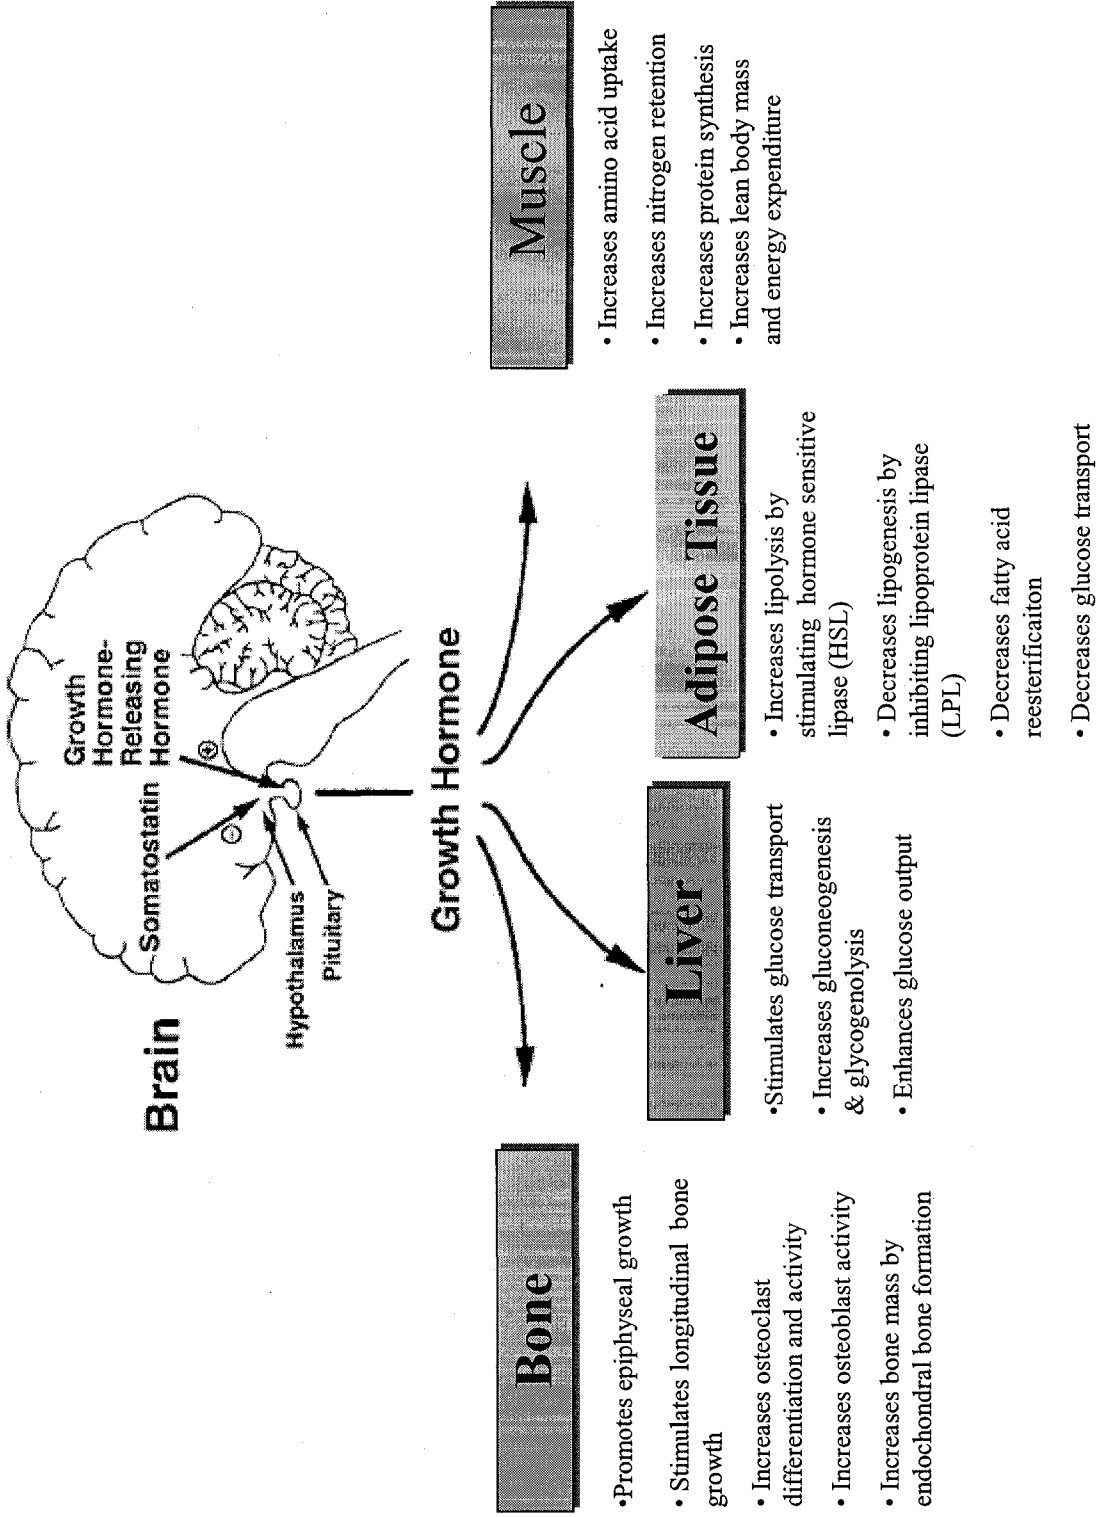 Brain
Somatostatin
Growth
Hormone-
Releasing
Hormone
Hypothalamus
Pituitary
Growth Hormone
Bone
•Promotes epiphyseal growth
• Stimulates longitudinal bone
growth
• Increases osteoclast
differentiation and activity
• Increases osteoblast activity
• Increases bone mass by
endochondral bone formation
Liver
•Stimulates glucose transport
• Increases gluconeogenesis
& glycogenolysis
• Enhances glucose output
Adipose Tissue
• Increases lipolysis by
stimulating hormone sensitive
lipase (HSL)
• Decreases lipogenesis by
inhibiting lipoprotein lipase
(LPL)
• Decreases fatty acid
reesterificaiton
• Decreases glucose transport
Muscle
• Increases amino acid uptake
• Increases nitrogen retention
• Increases protein synthesis
• Increases lean body mass
and energy expenditure